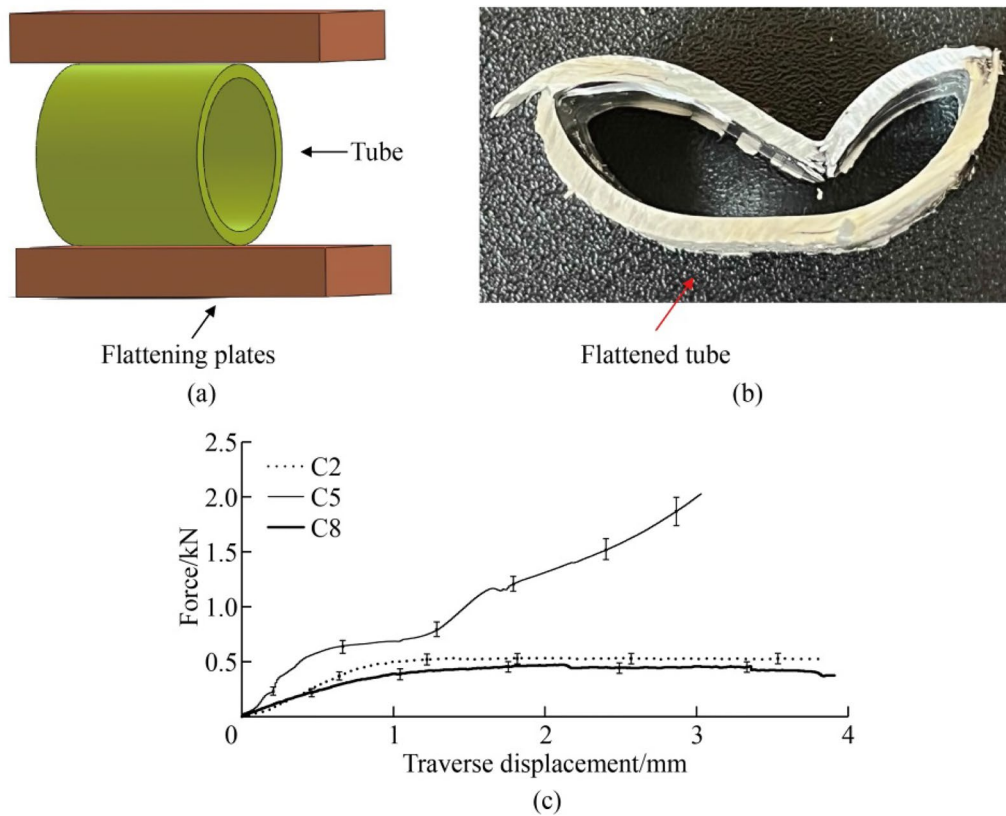 Tube
Flattening plates
(a)
Flattened tube
(b)
Force/kN
2.5
2.0
1.5
1.0
0.5
0
1
2
3
4
C2
C5
C8
Traverse displacement/mm
(c)